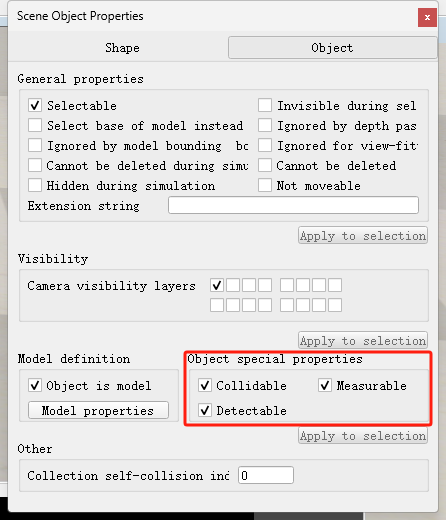 Scene Object Properties
x
Shape Object
General properties
Selectable Invisible during sel
Select base of model instead Ignored by depth pas
Ignored by model bounding bo Ignored for view-fit
Cannot be deleted during simu Cannot be deleted
Hidden during simulation Not moveable
Extension string
Apply to selection
Visibility
Camera visibility layers
Apply to selection
Model definition Object special properties
Object is model Collidable Measurable
Model properties Detectable
Apply to selection
Other
Collection self-collision ind 0